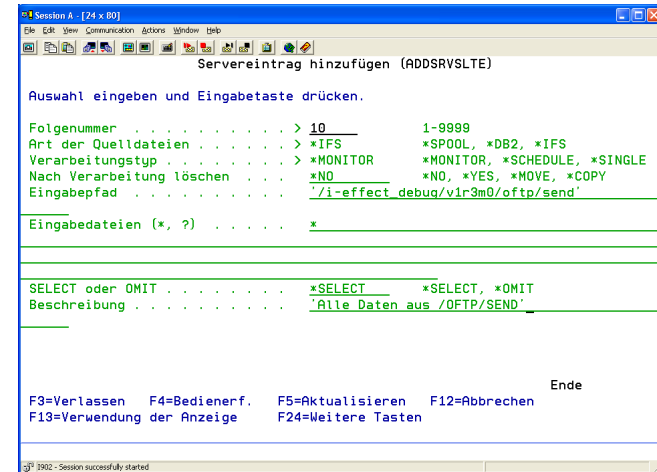 Session A - [24 x 80]
File Edit View Communication Actions Window Help
Servereintrag hinzufügen (ADDSRVSLTE)
Auswahl eingeben und Eingabetaste drücken.
Folgenummer . . . . . . . . . . > 10 1-9999
Art der Quelldateien . . . . . . > *IFS *SPOOL, *DB2, *IFS
Verarbeitungstyp . . . . . . . . > *MONITOR *MONITOR, *SCHEDULE, *SINGLE
Nach Verarbeitung löschen . . . *NO *NO, *YES, *MOVE, *COPY
Eingabepfad . . . . . . . . . . '/i-effect_debug/v1r3m0/oftp/send'
Eingabedateien (*, ?) . . . . . *
SELECT oder OMIT . . . . . . . . *SELECT *SELECT, *OMIT
Beschreibung . . . . . . . . . . 'Alle Daten aus /OFTP/SEND'
Ende
F3=Verlassen F4=Bedienerf. F5=Aktualisieren F12=Abbrechen
F13=Verwendung der Anzeige F24=Weitere Tasten
I902 - Session successfully started